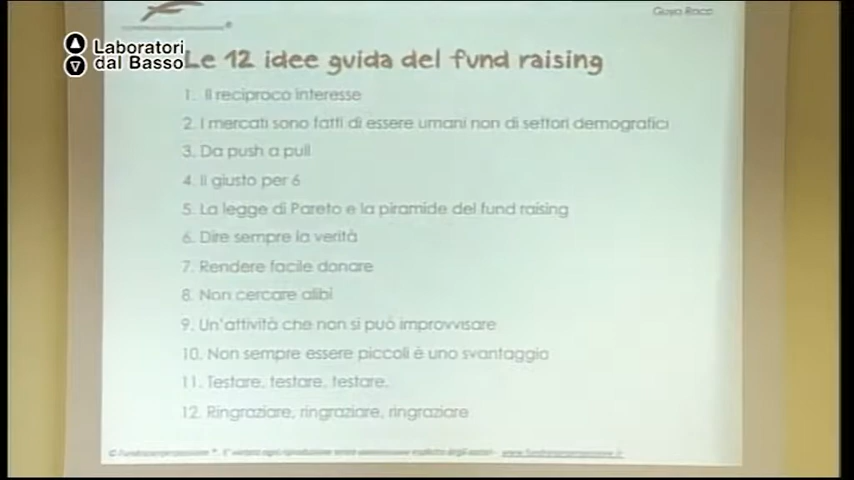 Laboratori
dal Basso
Le 12 idee guida del fund raising
1. Il reciproco interesse
2. I mercati sono fatti di essere umani non di settori demografici
3. Da push a pull
4. Il giusto per 6
5. La legge di Pareto e la piramide del fund raising
6. Dire sempre la verità
7. Rendere facile donare
8. Non cercare alibi
9. Un'attività che non si può improvvisare
10. Non sempre essere piccoli è uno svantaggio
11. Testare, testare, testare.
12. Ringraziare, ringraziare, ringraziare